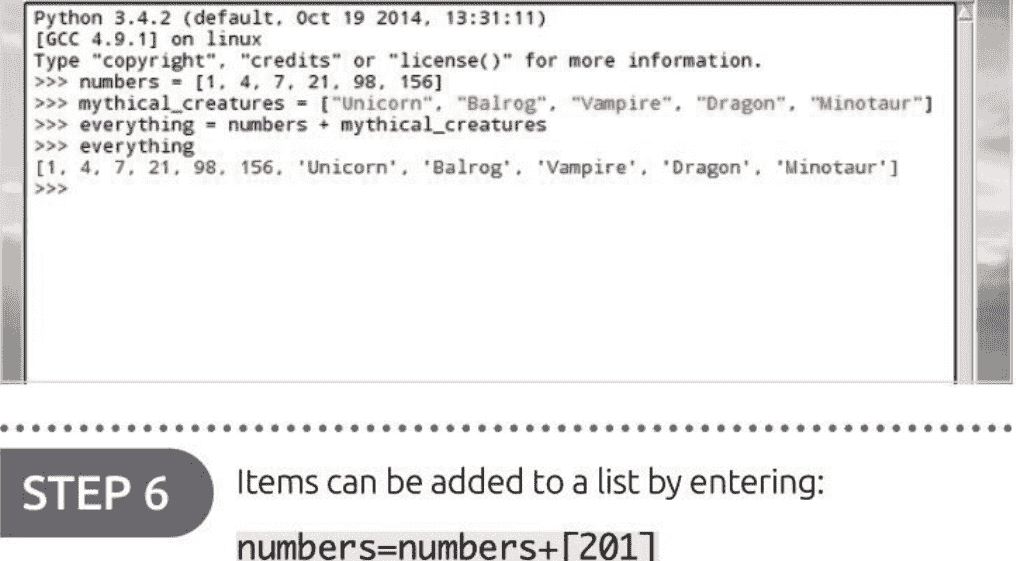 Python 3.4.2 (default, Oct 19 2014, 13:31:11)
[GCC 4.9.1] on linux
Type "copyright", "credits" or "license()" for more information.
>>> numbers = [1, 4, 7, 21, 98, 156]
>>> mythical_creatures = ["Unicorn", "Balrog", "Vampire", "Dragon", "Minotaur"]
>>> everything = numbers + mythical_creatures
>>> everything
[1, 4, 7, 21, 98, 156, 'Unicorn', 'Balrog', 'Vampire', 'Dragon', 'Minotaur']
>>>
STEP 6
Items can be added to a list by entering:
numbers=numbers+[201]